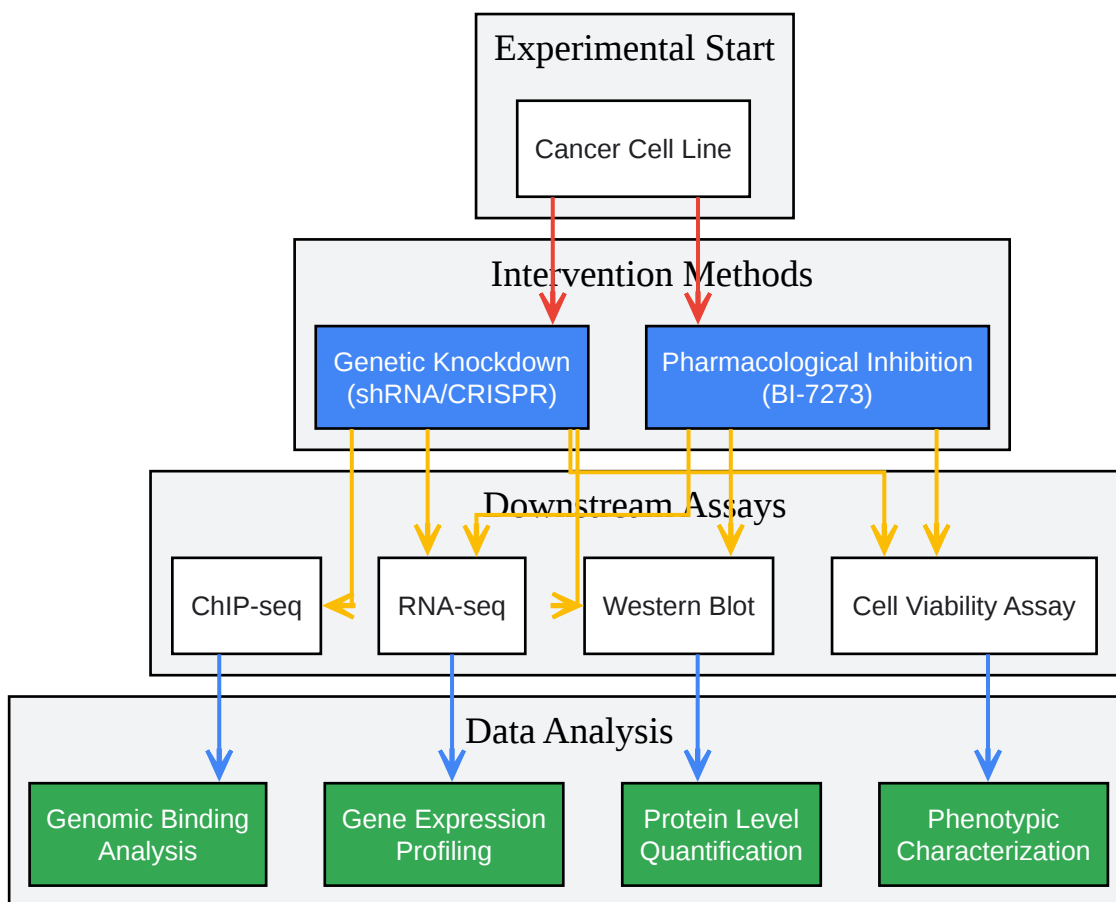 Experimental Start
Cancer Cell Line
Intervention Methods
Genetic Knockdown
(shRNA/CRISPR)
Pharmacological Inhibition
(BI-7273)
Downstream Assays
ChIP-seq
RNA-seq
Western Blot
Cell Viability Assay
Data Analysis
Genomic Binding
Analysis
Gene Expression
Profiling
Protein Level
Quantification
Phenotypic
Characterization